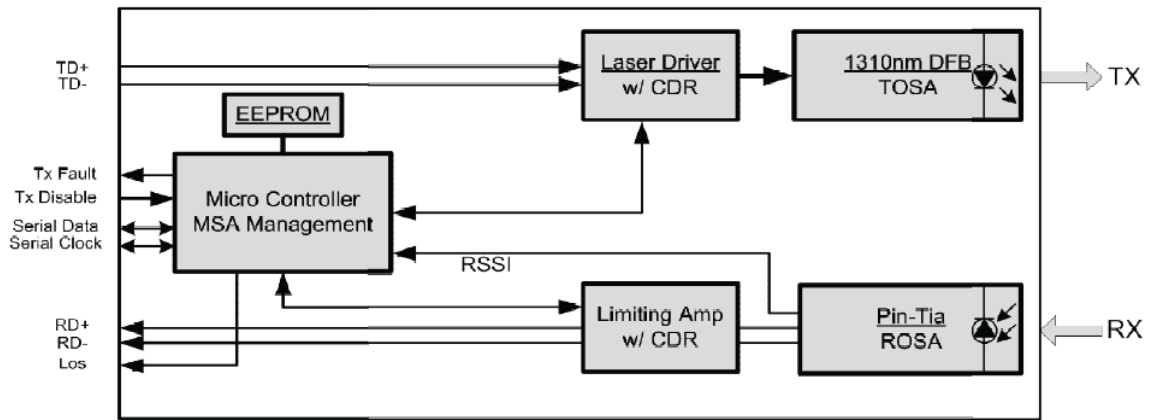 TD+
TD-
Laser Driver
w/ CDR
1310nm DFB
TOSA
TX
EEPROM
Tx Fault
Tx Disable
Serial Data
Serial Clock
Micro Controller
MSA Management
RSSI
RD+
RD-
Los
Limiting Amp
w/ CDR
Pin-Tia
ROSA
RX